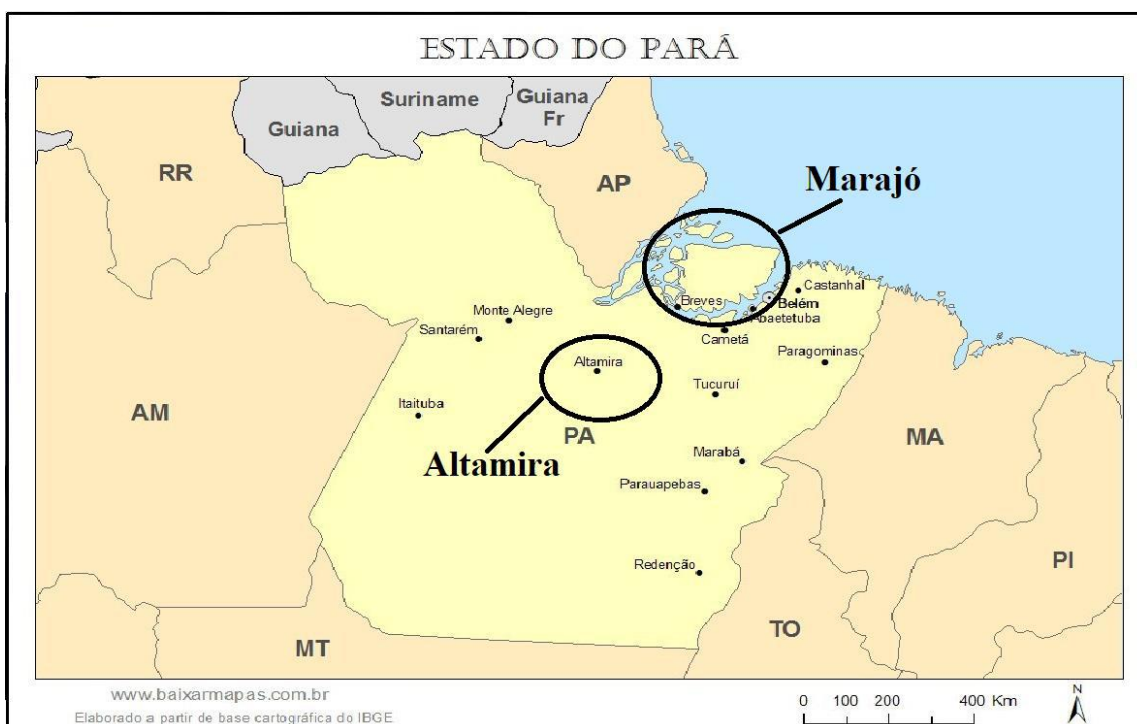 ESTADO DO PARÁ
Guiana
Suriname
Guiana
Fr
RR
AP
Marajó
Breves
Castanhal
Belém
Abaetetuba
Cametá
Monte Alegre
Santarém
Altamira
Paragominas
Tucuruí
Itaituba
AM
PA
MA
Altamira
Marabá
Parauapebas
Redenção
PI
TO
MT
www.baixarmapas.com.br
Elaborado a partir de base cartográfica do IBGE
0 100 200 400 Km
N